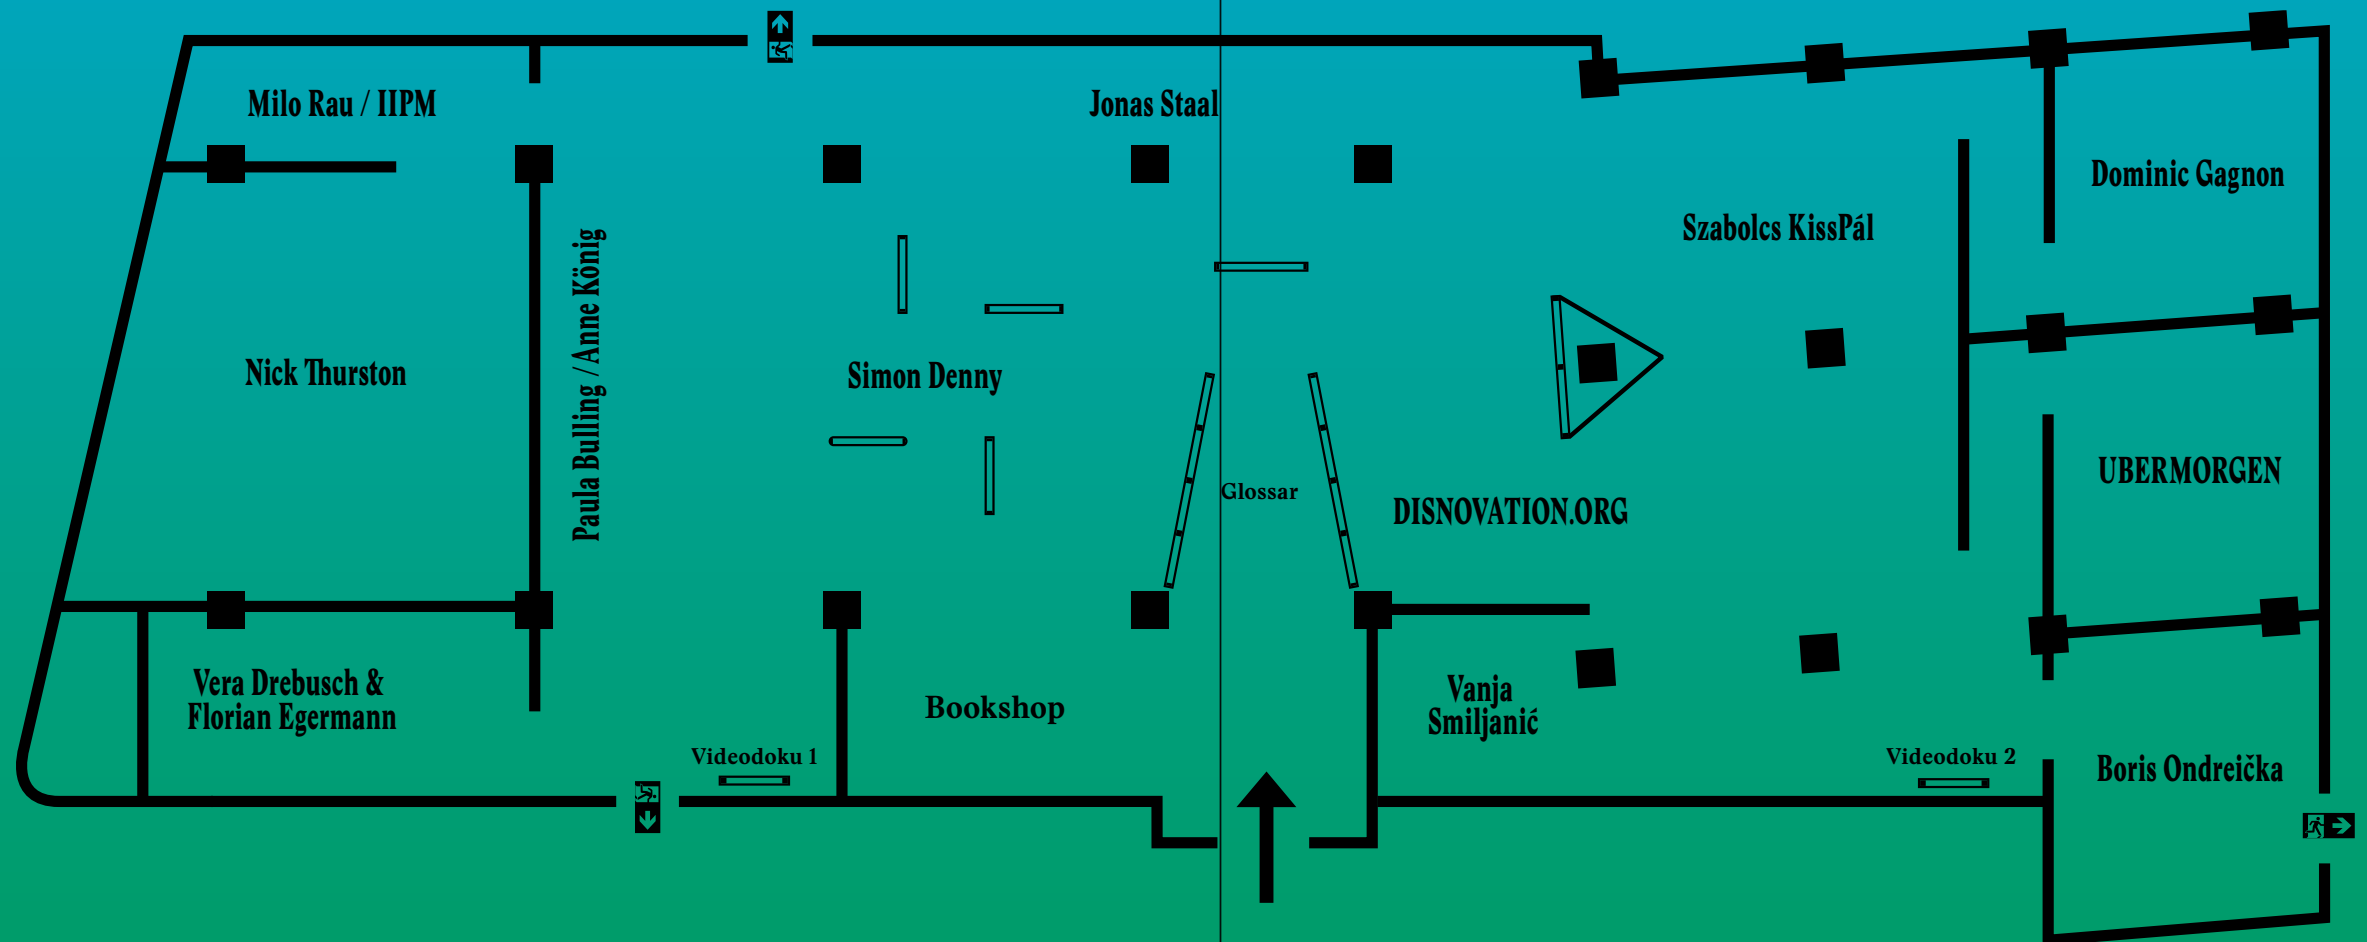 Milo Rau / IIPM
Jonas Staal
Dominic Gagnon
Szabolcs KissPál
Nick Thurston
Paula Bulling / Anne König
Simon Denny
UBERMORGEN
Glossar
DISNOVATION.ORG
Vera Drebusch &
Florian Egermann
Bookshop
Vanja
Smiljanić
Videodoku 1
Videodoku 2
Boris Ondreička